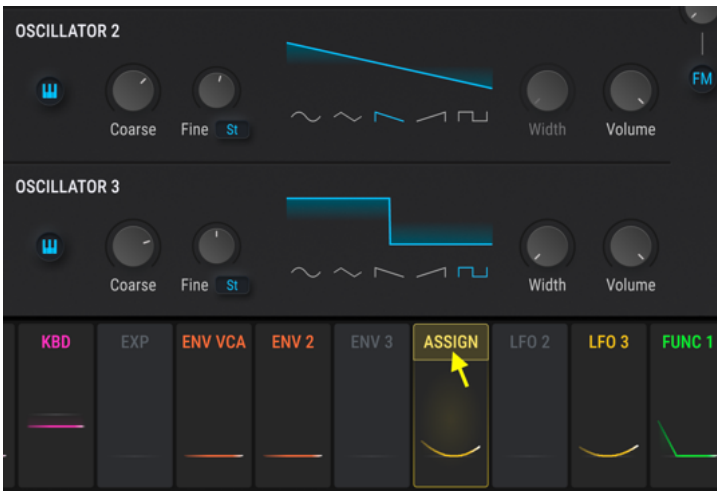 OSCILLATOR 2
FM
Coarse Fine St Width Volume
OSCILLATOR 3
Coarse Fine St Width Volume
KBD EXP ENV VCA ENV 2 ENV 3 ASSIGN LFO 2 LFO 3 FUNC 1